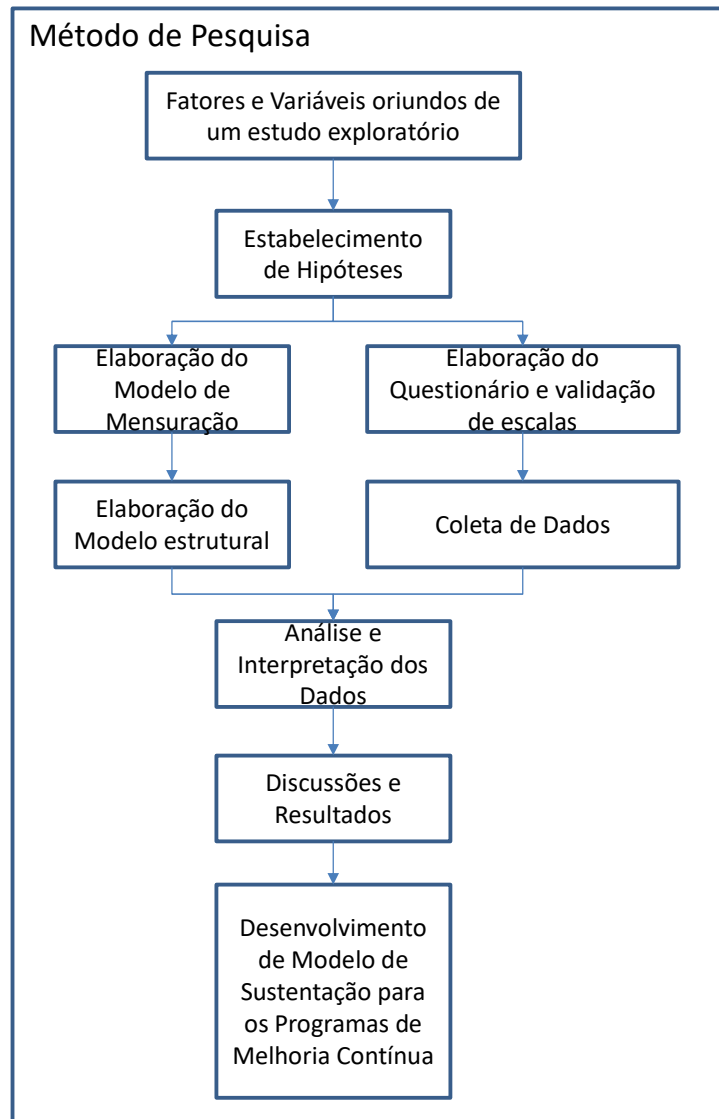 Método de Pesquisa
Fatores e Variáveis oriundos de
um estudo exploratório
Estabelecimento
de Hipóteses
Elaboração do
Modelo de
Mensuração
Elaboração do
Questionário e validação
de escalas
Elaboração do
Modelo estrutural
Coleta de Dados
Análise e
Interpretação dos
Dados
Discussões e
Resultados
Desenvolvimento
de Modelo de
Sustentação para
os Programas de
Melhoria Contínua